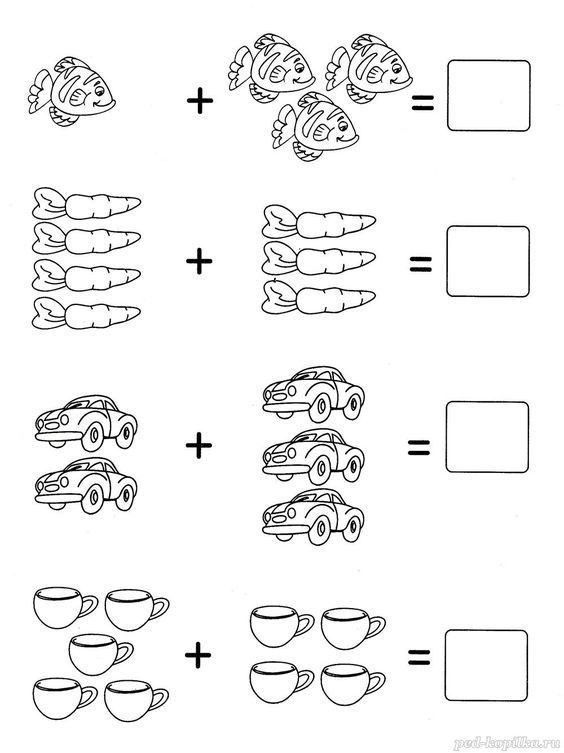 + =
+ =
+ =
+ =
ped-kopilka.ru